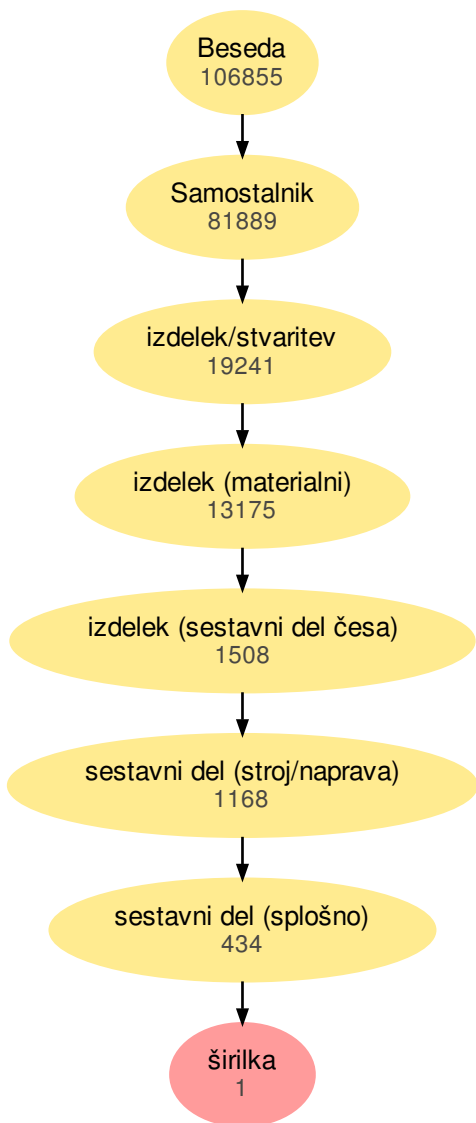 Beseda
106855
Samostalnik
81889
izdelek/stvaritev
19241
izdelek (materialni)
13175
izdelek (sestavni del česa)
1508
sestavni del (stroj/naprava)
1168
sestavni del (splošno)
434
širilka
1